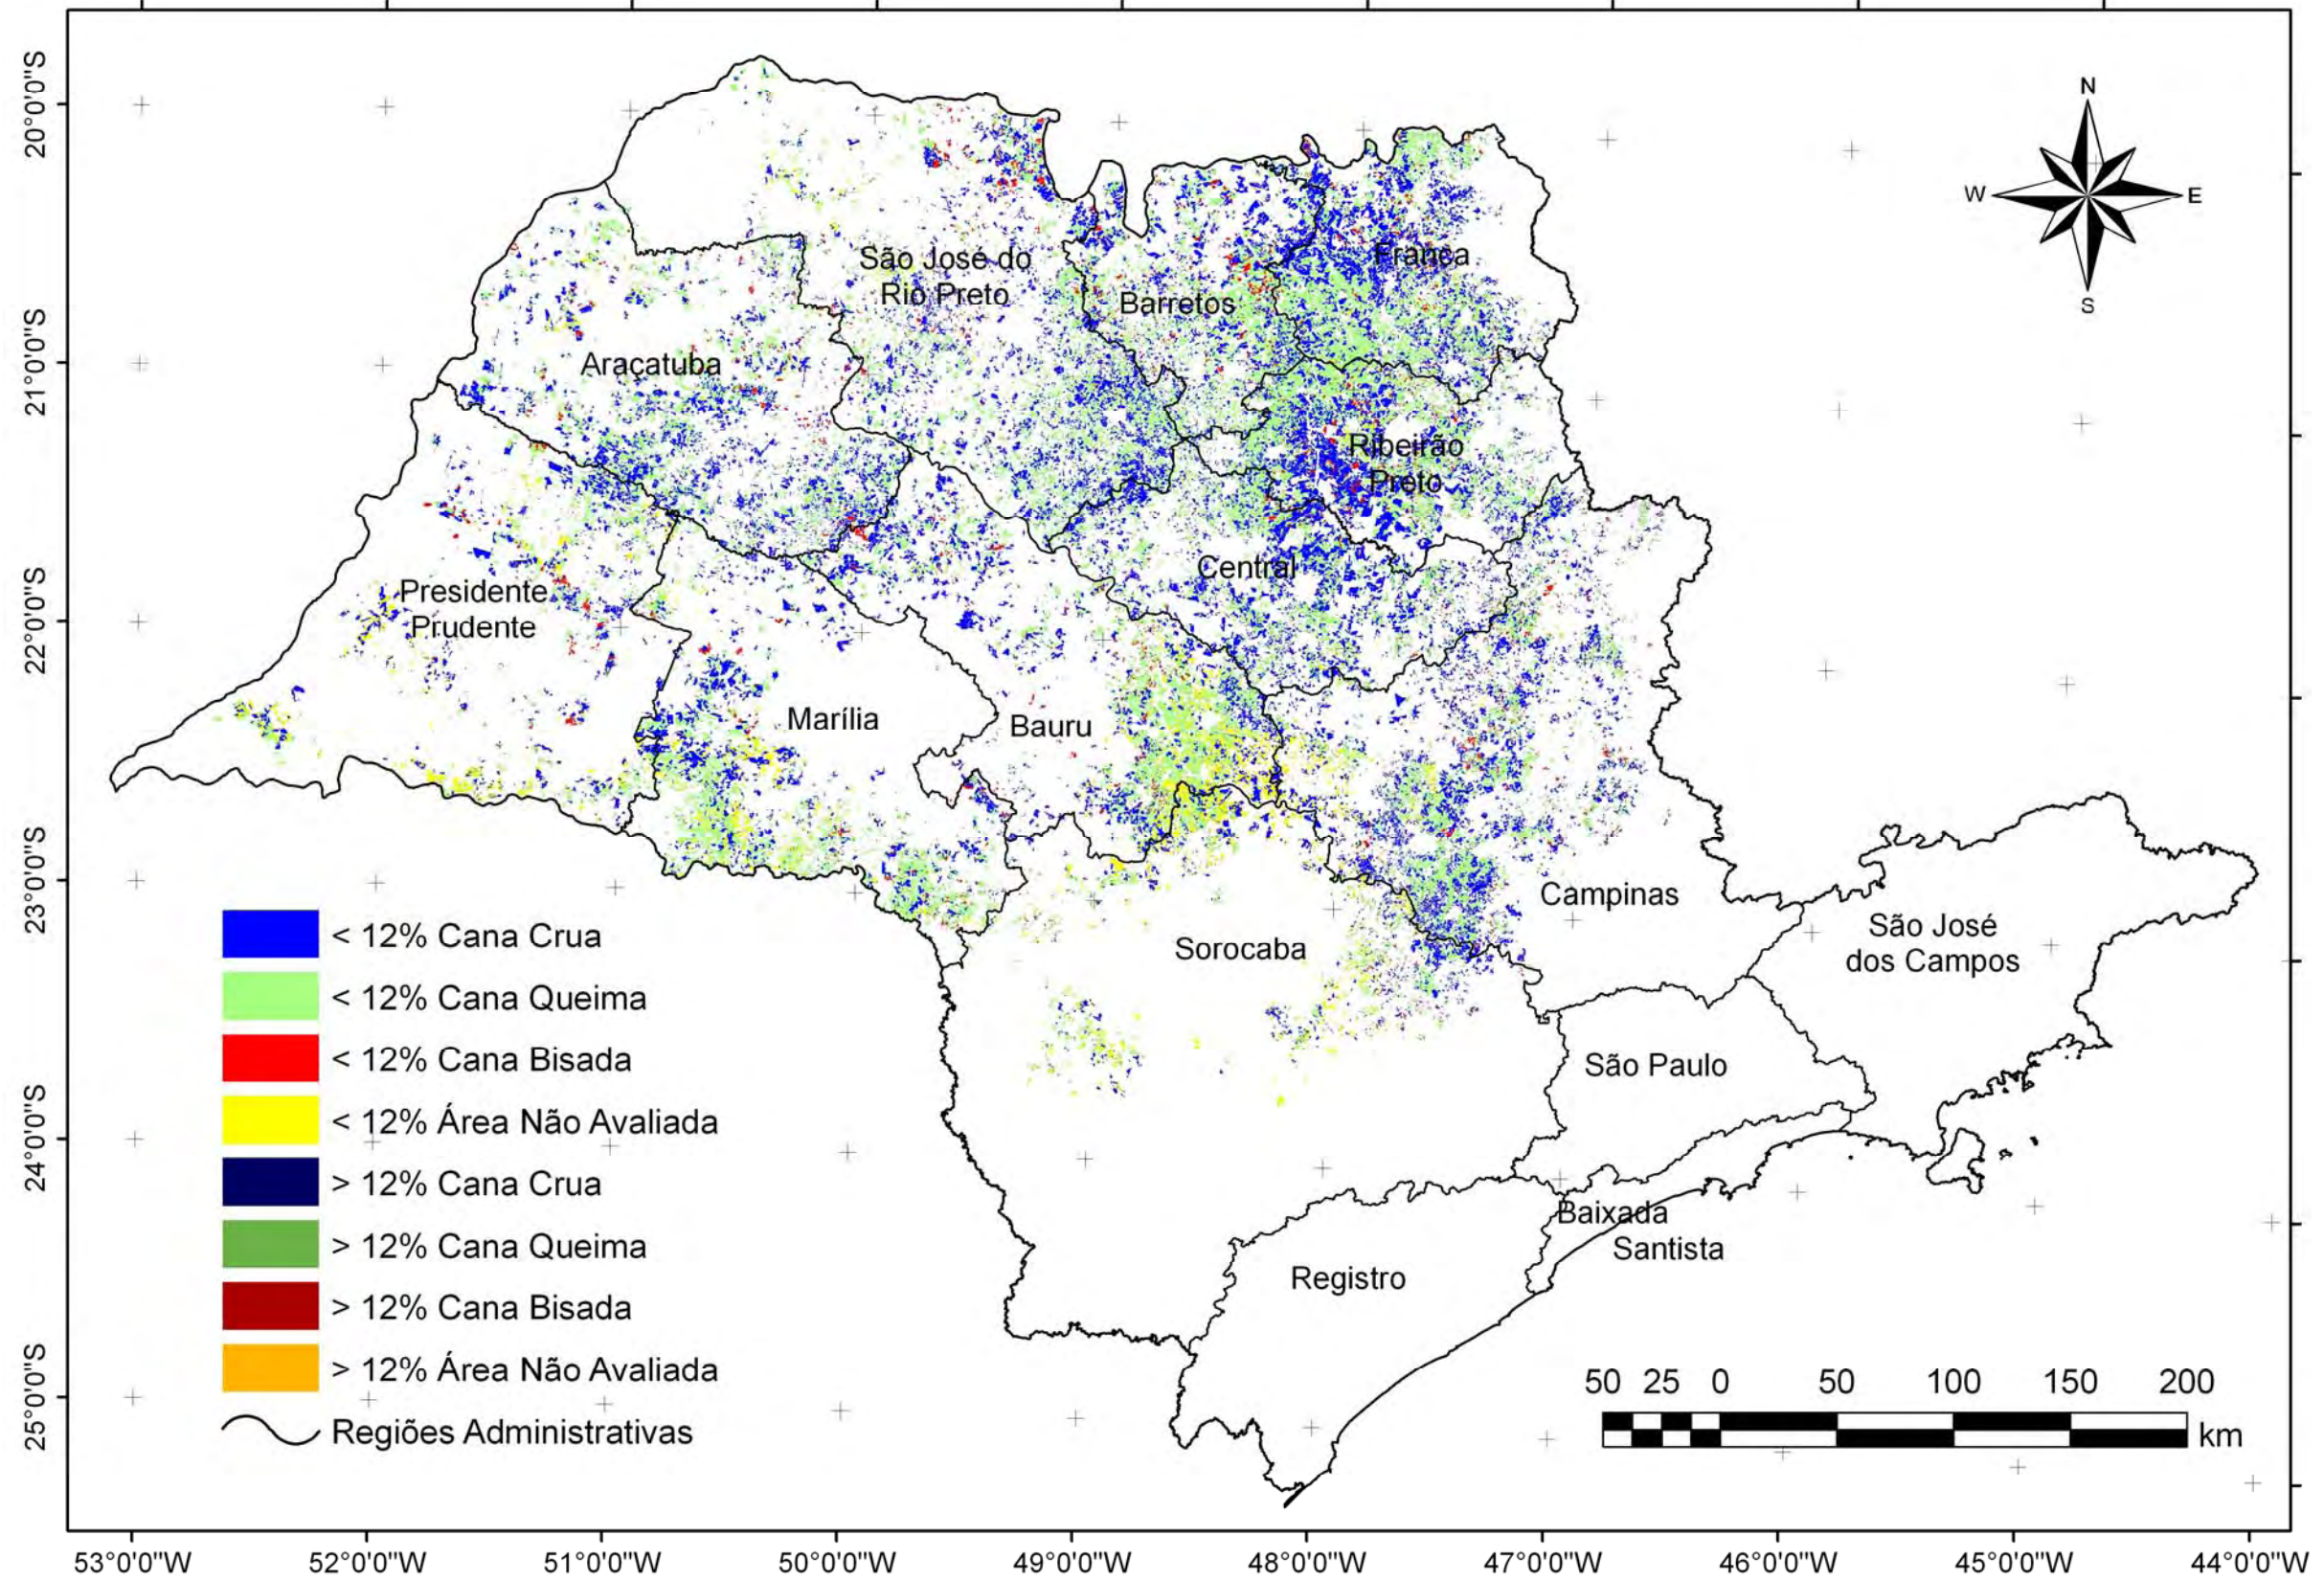 N
W
E
S
20°0'0"S
21°0'0"S
22°0'0"S
23°0'0"S
24°0'0"S
25°0'0"S
São José do
Rio Preto
Franca
Barretos
Araçatuba
Ribeirão
Preto
Central
Presidente
Prudente
Marília
Bauru
Campinas
São José
dos Campos
Sorocaba
São Paulo
Baixada
Santista
Registro
< 12% Cana Crua
< 12% Cana Queima
< 12% Cana Bisada
< 12% Área Não Avaliada
> 12% Cana Crua
> 12% Cana Queima
> 12% Cana Bisada
> 12% Área Não Avaliada
Regiões Administrativas
50 25 0 50 100 150 200
km
53°0'0"W 52°0'0"W 51°0'0"W 50°0'0"W 49°0'0"W 48°0'0"W 47°0'0"W 46°0'0"W 45°0'0"W 44°0'0"W